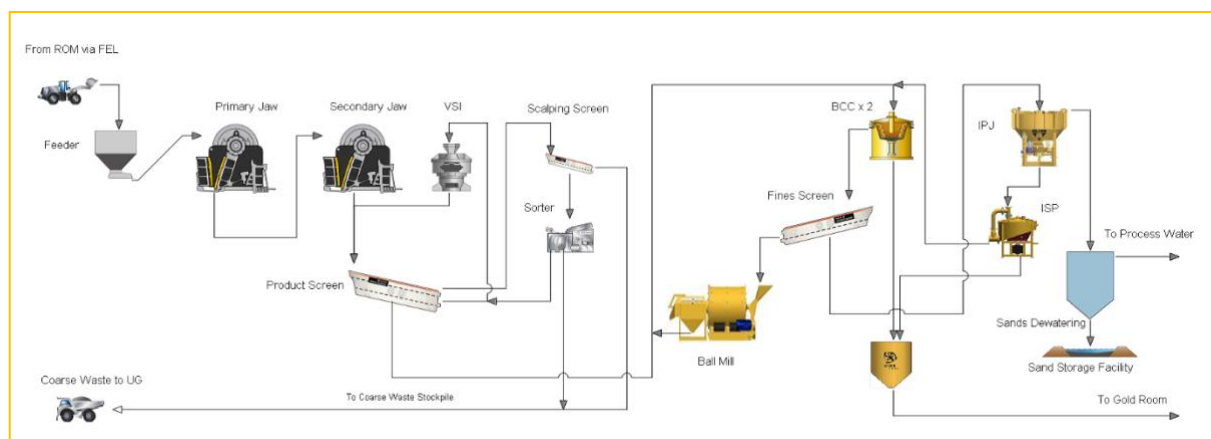 From ROM via FEL
Feeder
Primary Jaw
Secondary Jaw
VSI
Scalping Screen
Sorter
Product Screen
BCC x 2
Fines Screen
Ball Mill
IPJ
ISP
To Process Water
Sands Dewatering
Sand Storage Facility
Coarse Waste to UG
To Coarse Waste Stockpile
To Gold Room